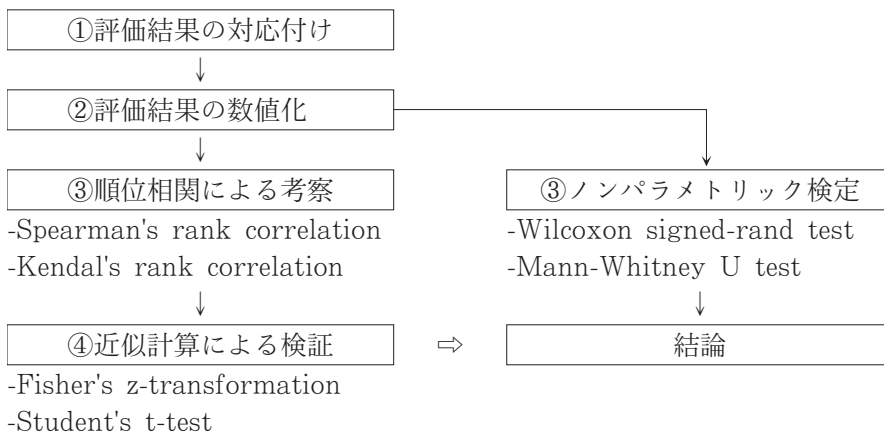 ①評価結果の対応付け
↓
②評価結果の数値化
↓
③順位相関による考察
-Spearman's rank correlation
-Kendal's rank correlation
↓
④近似計算による検証
-Fisher's z-transformation
-Student's t-test
③ノンパラメトリック検定
-Wilcoxon signed-rand test
-Mann-Whitney U test
↓
⇨
結論